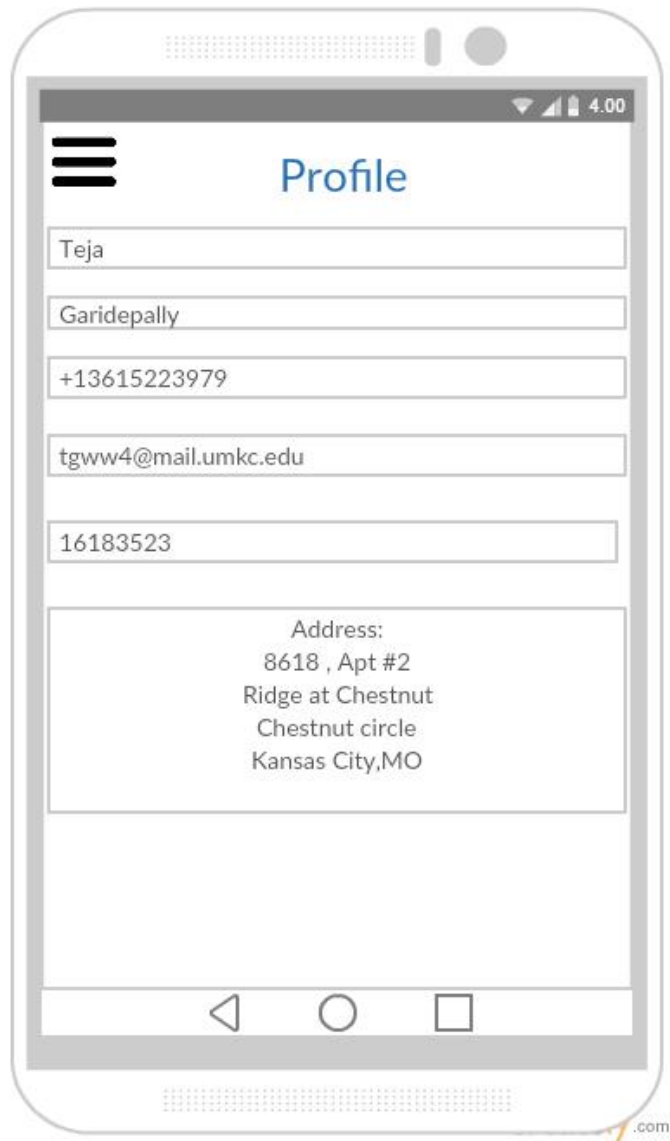 4.00
Profile
Teja
Garidepally
+13615223979
tgww4@mail.umkc.edu
16183523
Address:
8618 , Apt #2
Ridge at Chestnut
Chestnut circle
Kansas City,MO
.com